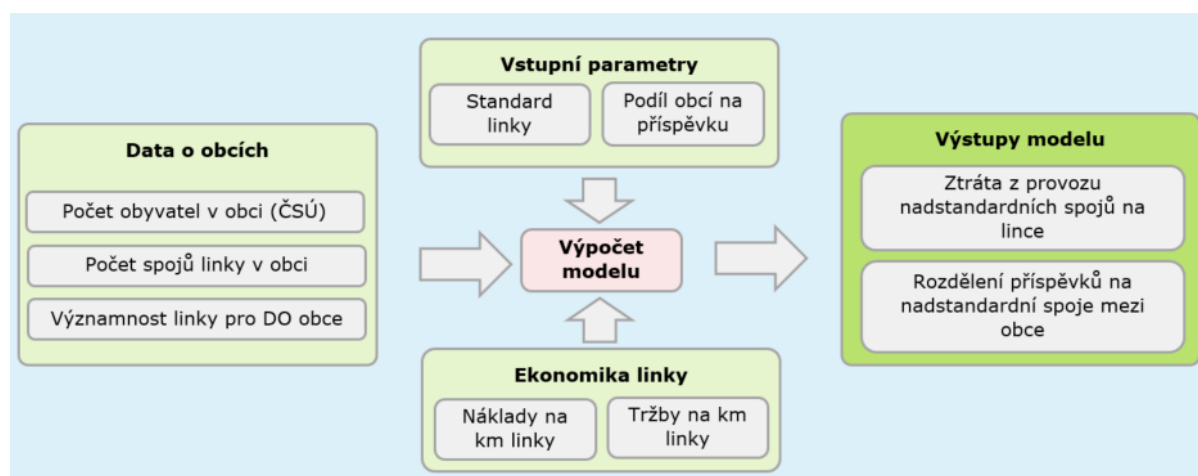 Data o obcích
Počet obyvatel v obci (ČSÚ)
Počet spojů linky v obci
Významnost linky pro DO obce
Vstupní parametry
Standard
linky
Podíl obcí na
příspěvku
Výpočet
modelu
Ekonomika linky
Náklady na
km linky
Tržby na km
linky
Výstupy modelu
Ztráta z provozu
nadstandardních spojů na
lince
Rozdělení příspěvků na
nadstandardní spoje mezi
obce